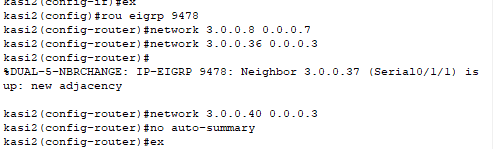 kasi2(config-if)#ex
kasi2(config)#rou eigrp 9478
kasi2(config-router)#network 3.0.0.8 0.0.0.7
kasi2(config-router)#network 3.0.0.36 0.0.0.3
kasi2(config-router)#
%DUAL-5-NBRCHANGE: IP-EIGRP 9478: Neighbor 3.0.0.37 (Serial0/1/1) is
up: new adjacency
kasi2(config-router)#network 3.0.0.40 0.0.0.3
kasi2(config-router)#no auto-summary
kasi2(config-router)#ex